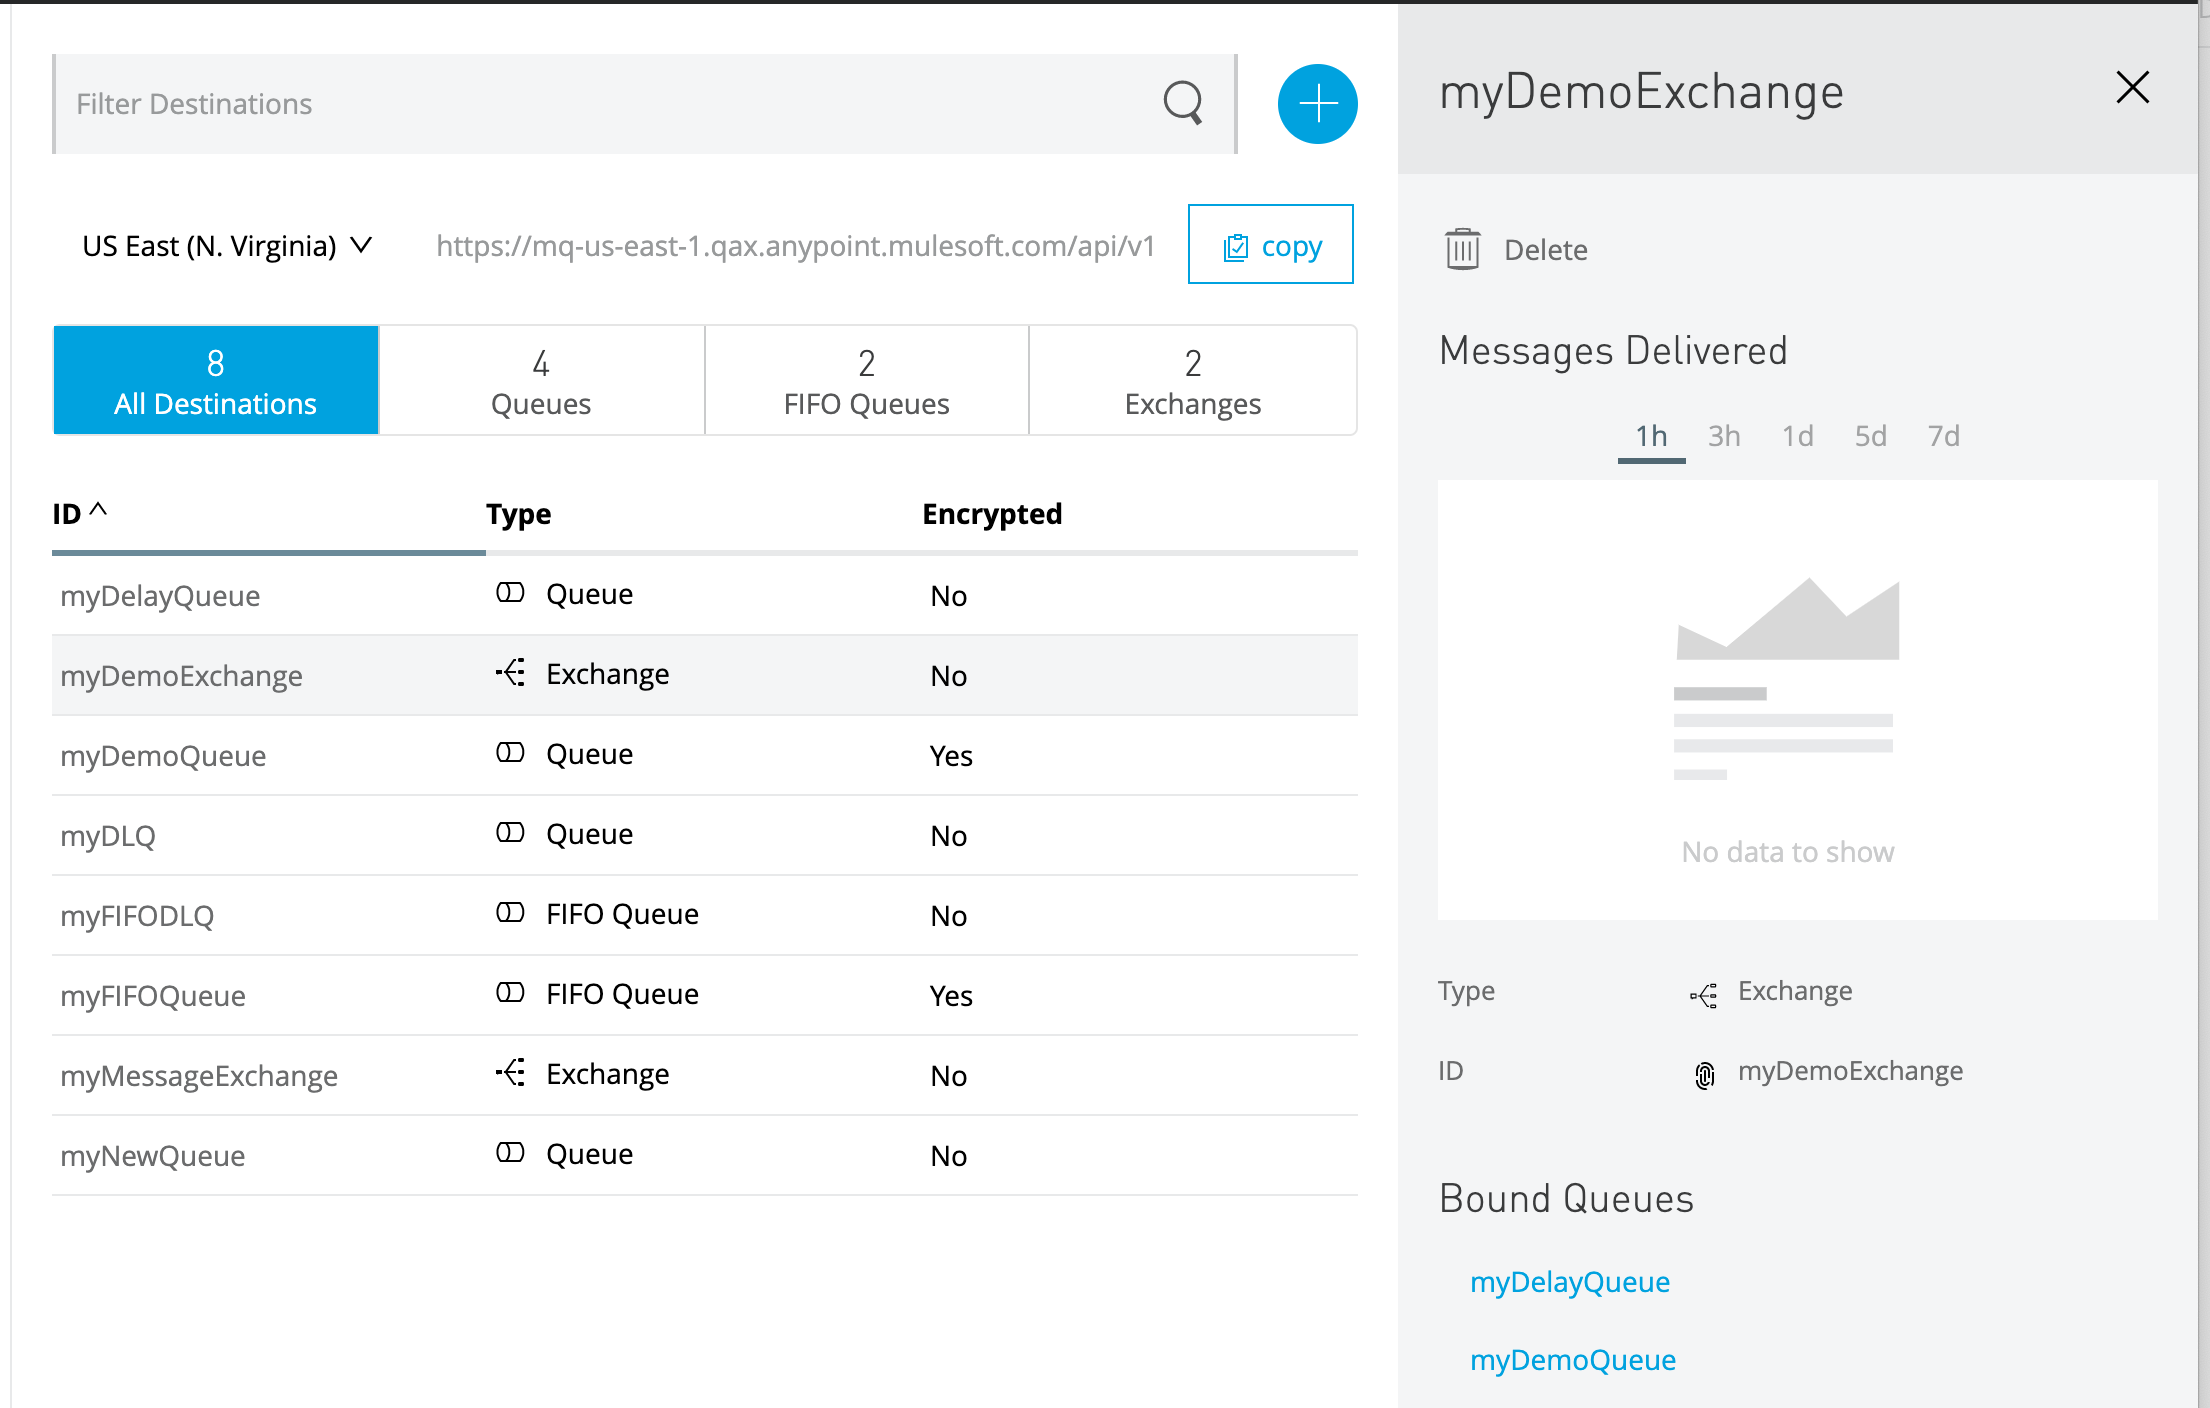 Filter Destinations
US East (N. Virginia)
https://mq-us-east-1.qax.anypoint.mulesoft.com/api/v1
copy
8
All Destinations
4
Queues
2
FIFO Queues
2
Exchanges
ID Type Encrypted
myDelayQueue Queue No
myDemoExchange Exchange No
myDemoQueue Queue Yes
myDLQ Queue No
myFIFODLQ FIFO Queue No
myFIFOQueue FIFO Queue Yes
myMessageExchange Exchange No
myNewQueue Queue No
myDemoExchange
Delete
Messages Delivered
1h 3h 1d 5d 7d
No data to show
Type Exchange
ID myDemoExchange
Bound Queues
myDelayQueue
myDemoQueue